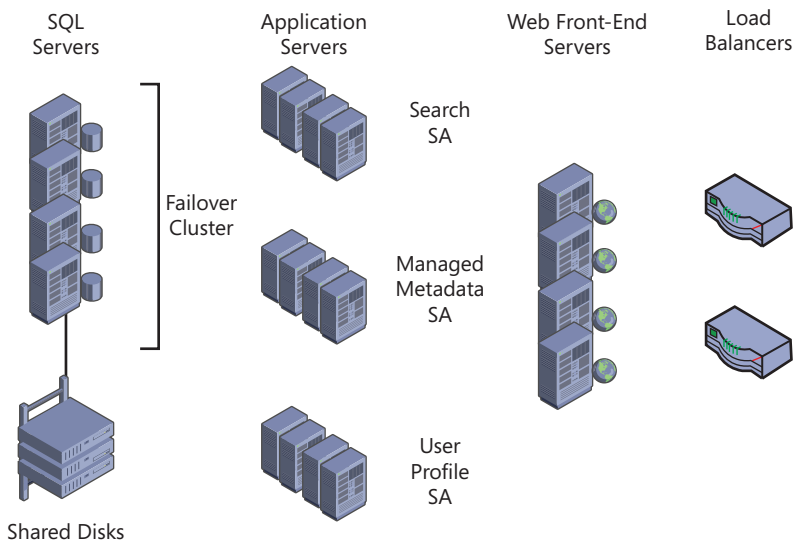 SQL
Servers
Application
Servers
Web Front-End
Servers
Load
Balancers
Search
SA
Failover
Cluster
Managed
Metadata
SA
User
Profile
SA
Shared Disks